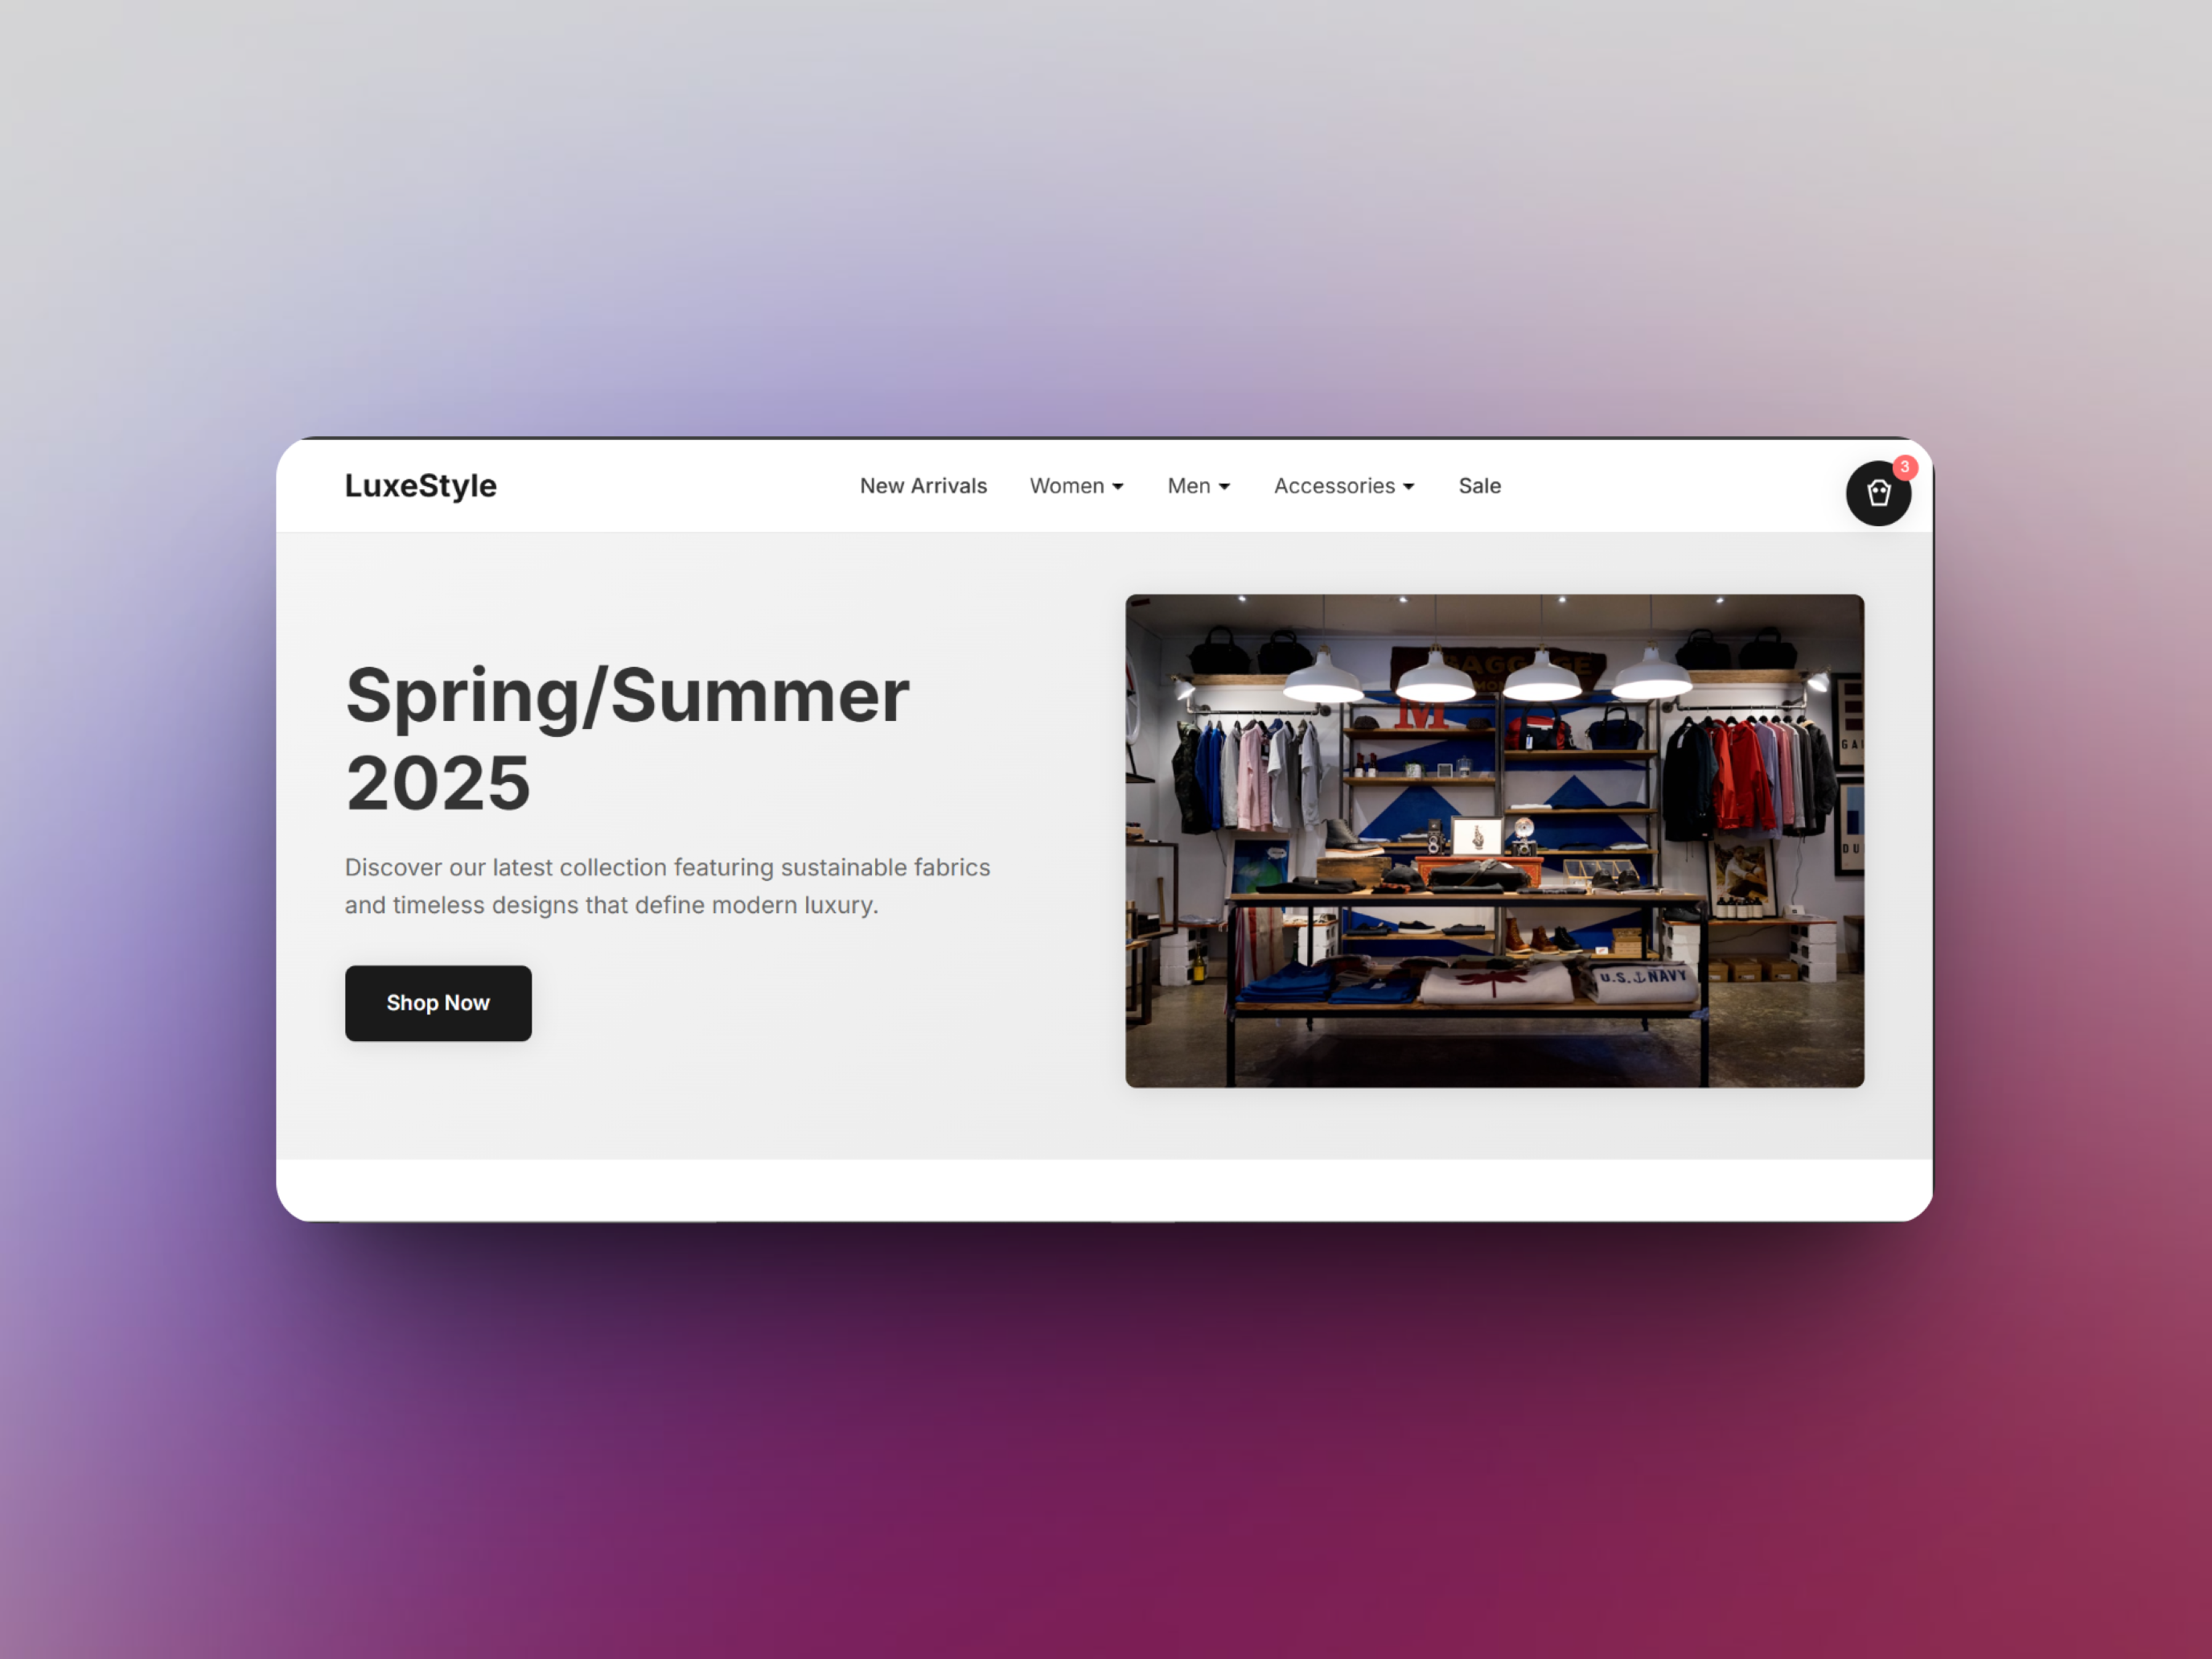 LuxeStyle
New Arrivals
Women
Men
Accessories
Sale
3
Spring/Summer
2025
Discover our latest collection featuring sustainable fabrics
and timeless designs that define modern luxury.
Shop Now
M
U.S. NAVY